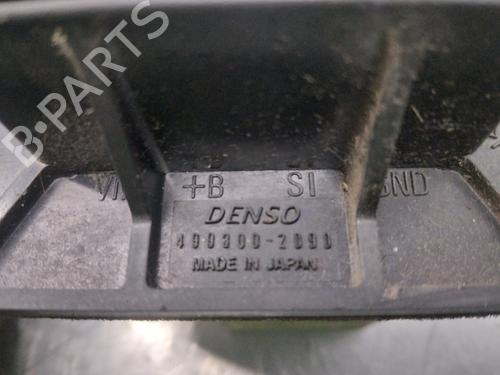 B·PARTS
+B SI GND
DENSO
499300-2090
MADE IN JAPAN